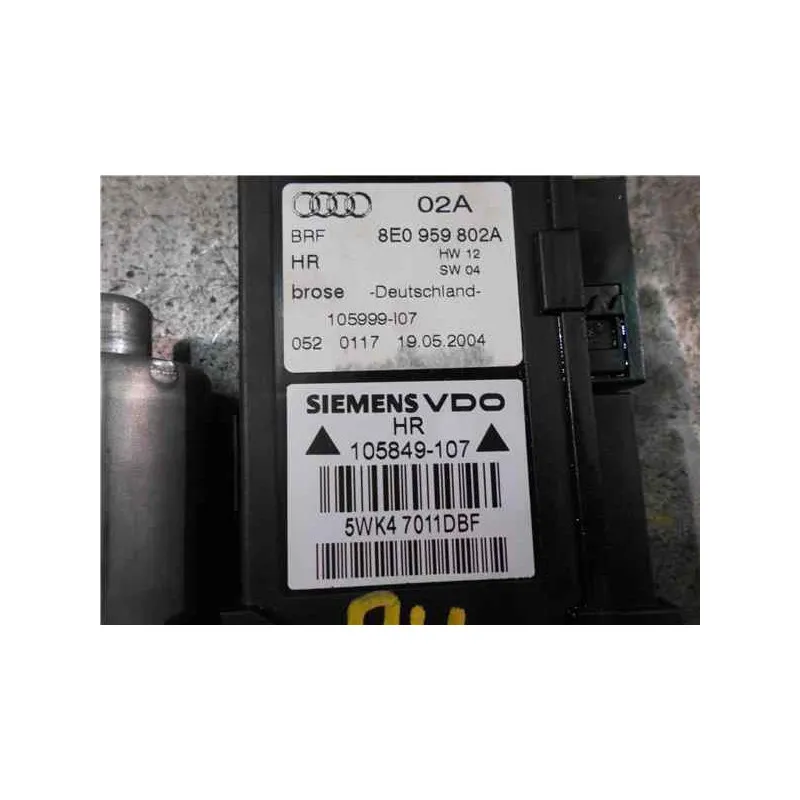 02A
BRF 8E0 959 802A
HR HW 12
SW 04
brose -Deutschland-
105999-I07
052 0117 19.05.2004
SIEMENS VDO
HR
105849-107
5WK4 7011DBF